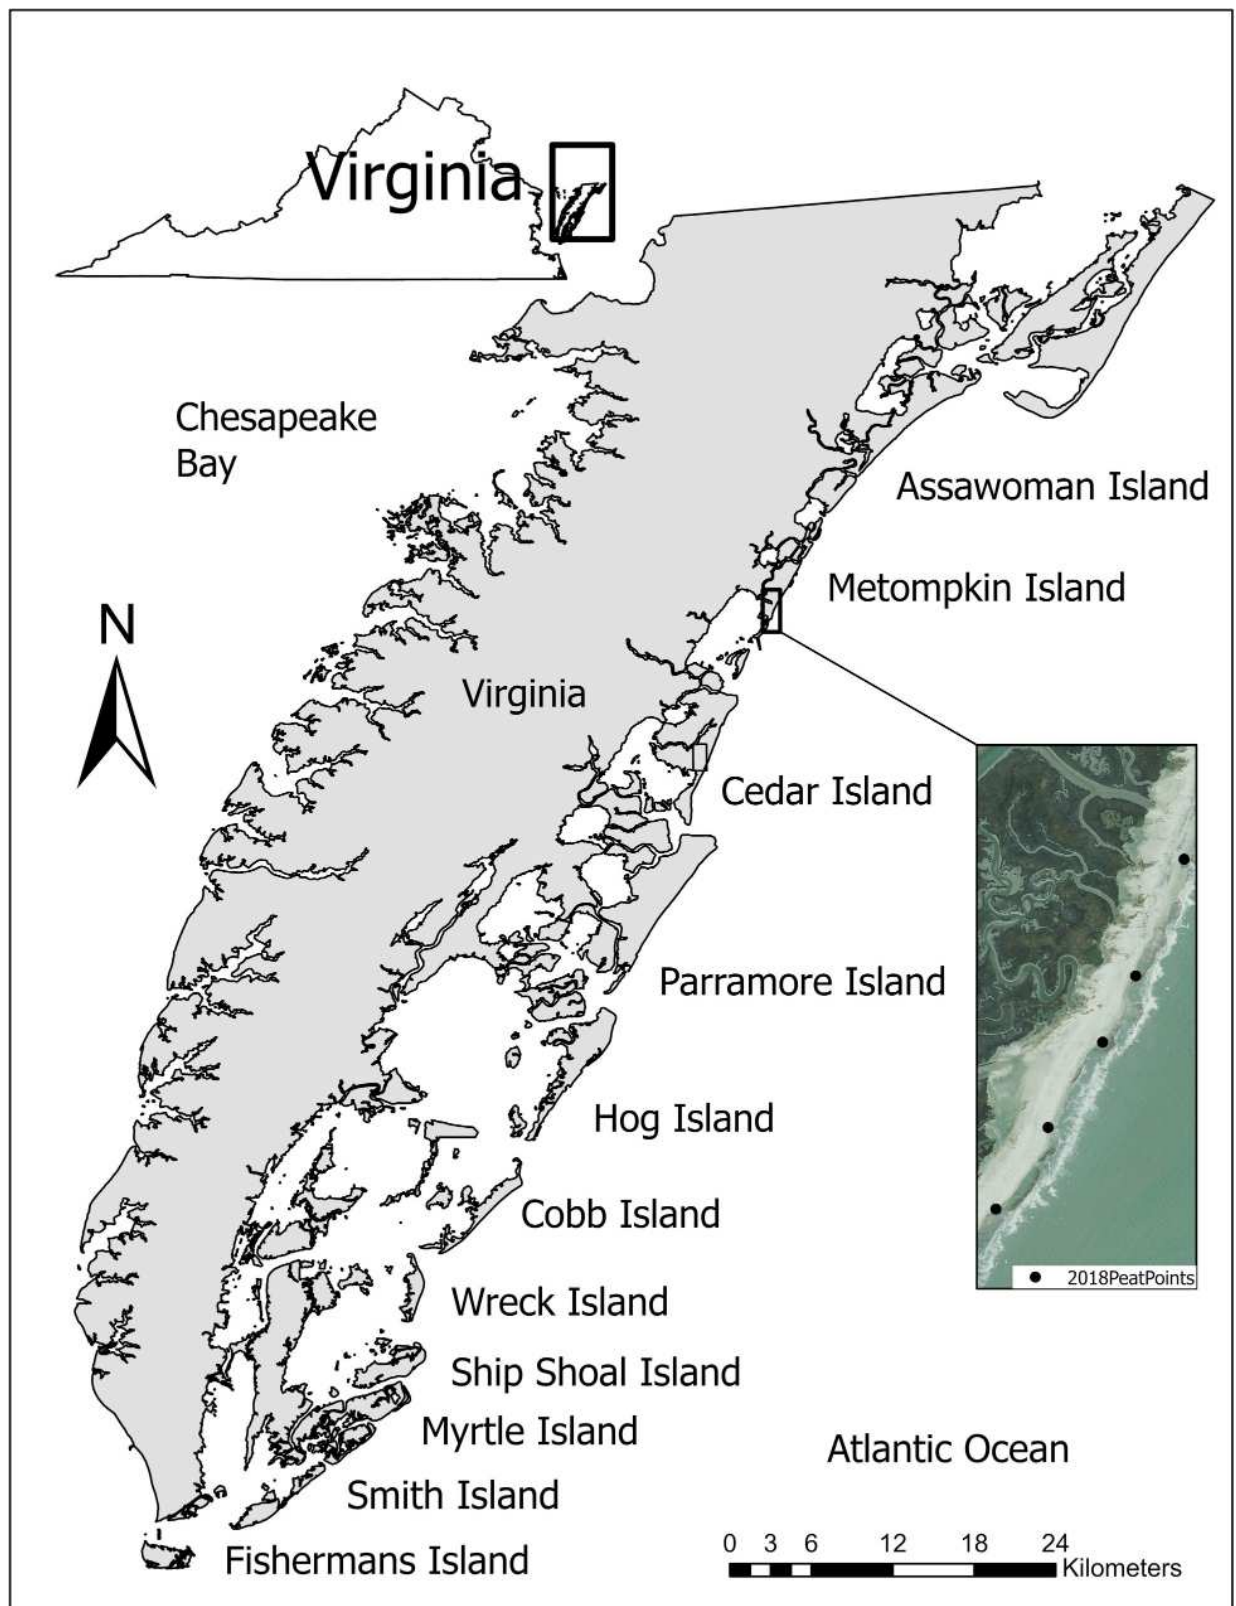 Virginia
Chesapeake
Bay
Assawoman Island
Metompkin Island
N
Virginia
Cedar Island
Parramore Island
Hog Island
Cobb Island
2018PeatPoints
Wreck Island
Ship Shoal Island
Myrtle Island
Atlantic Ocean
Smith Island
Fishermans Island
0 3 6 12 18 24
Kilometers